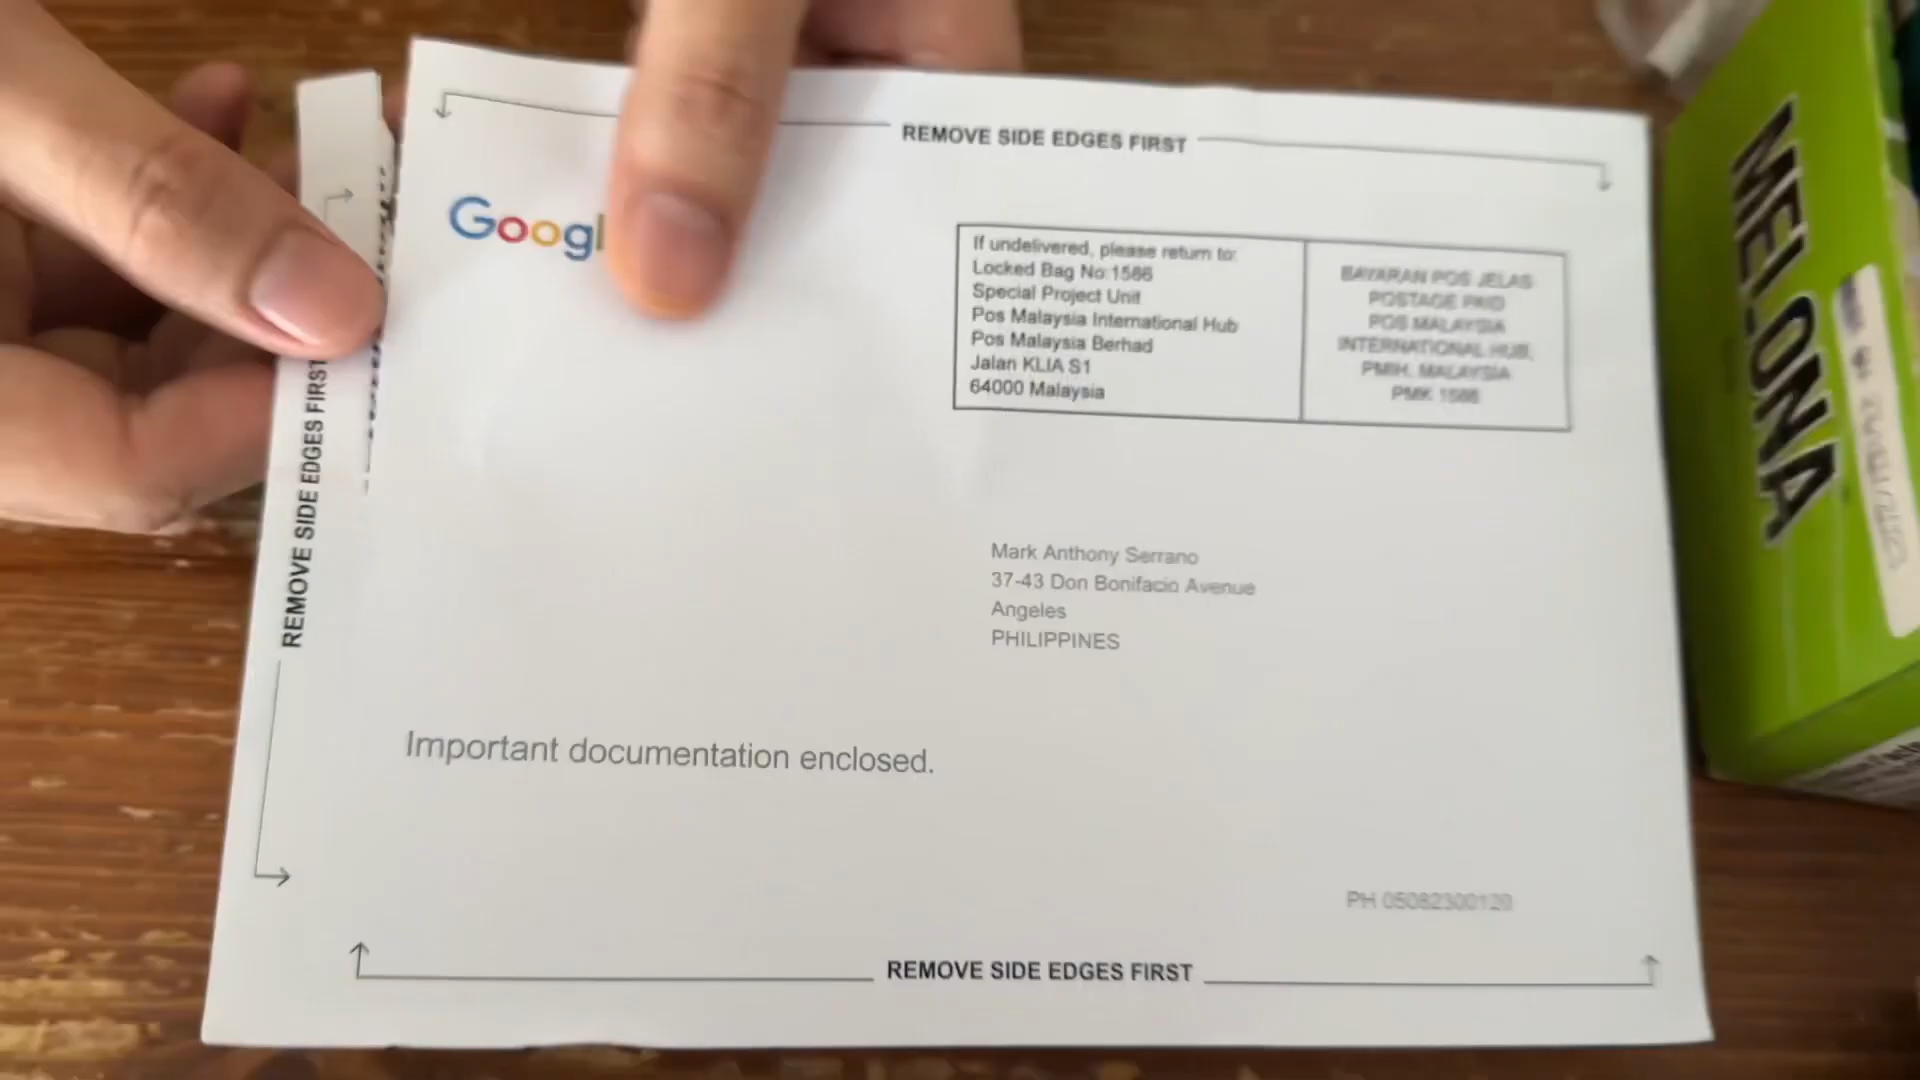 REMOVE SIDE EDGES FIRST
Googl
If undelivered, please return to:
Locked Bag No:1586
Special Project Unit
Pos Malaysia International Hub
Pos Malaysia Berhad
Jalan KLIA S1
64000 Malaysia
BAYARAN POS JELAS
POSTAGE PAID
POS MALAYSIA
INTERNATIONAL HUB,
PMIH, MALAYSIA
PMK 1586
REMOVE SIDE EDGES FIRST
Mark Anthony Serrano
37-43 Don Bonifacio Avenue
Angeles
PHILIPPINES
Important documentation enclosed.
PH 05082300120
REMOVE SIDE EDGES FIRST
MELONA